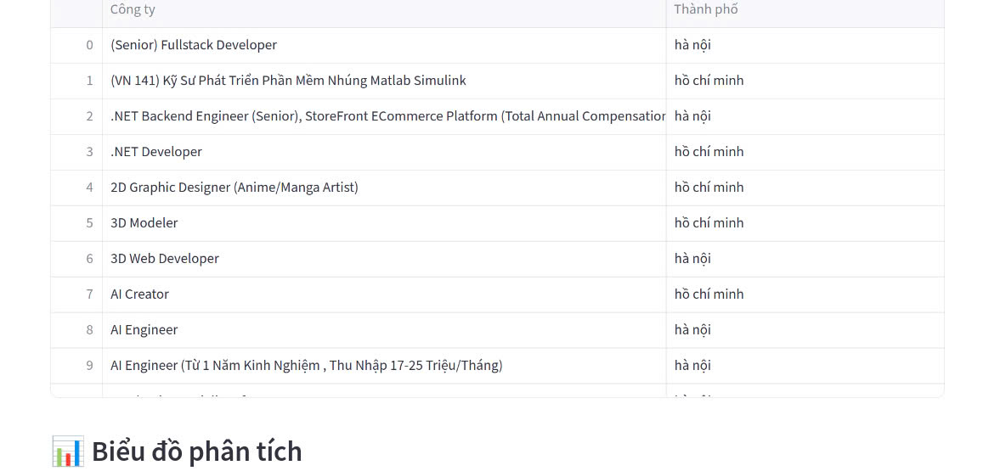 Công ty Thành phố
0 (Senior) Fullstack Developer hà nội
1 (VN 141) Kỹ Sư Phát Triển Phần Mềm Nhúng Matlab Simulink hồ chí minh
2 .NET Backend Engineer (Senior), StoreFront ECommerce Platform (Total Annual Compensation hà nội
3 .NET Developer hồ chí minh
4 2D Graphic Designer (Anime/Manga Artist) hồ chí minh
5 3D Modeler hồ chí minh
6 3D Web Developer hà nội
7 AI Creator hồ chí minh
8 AI Engineer hà nội
9 AI Engineer (Từ 1 Năm Kinh Nghiệm , Thu Nhập 17-25 Triệu/Tháng) hà nội
📊 Biểu đồ phân tích